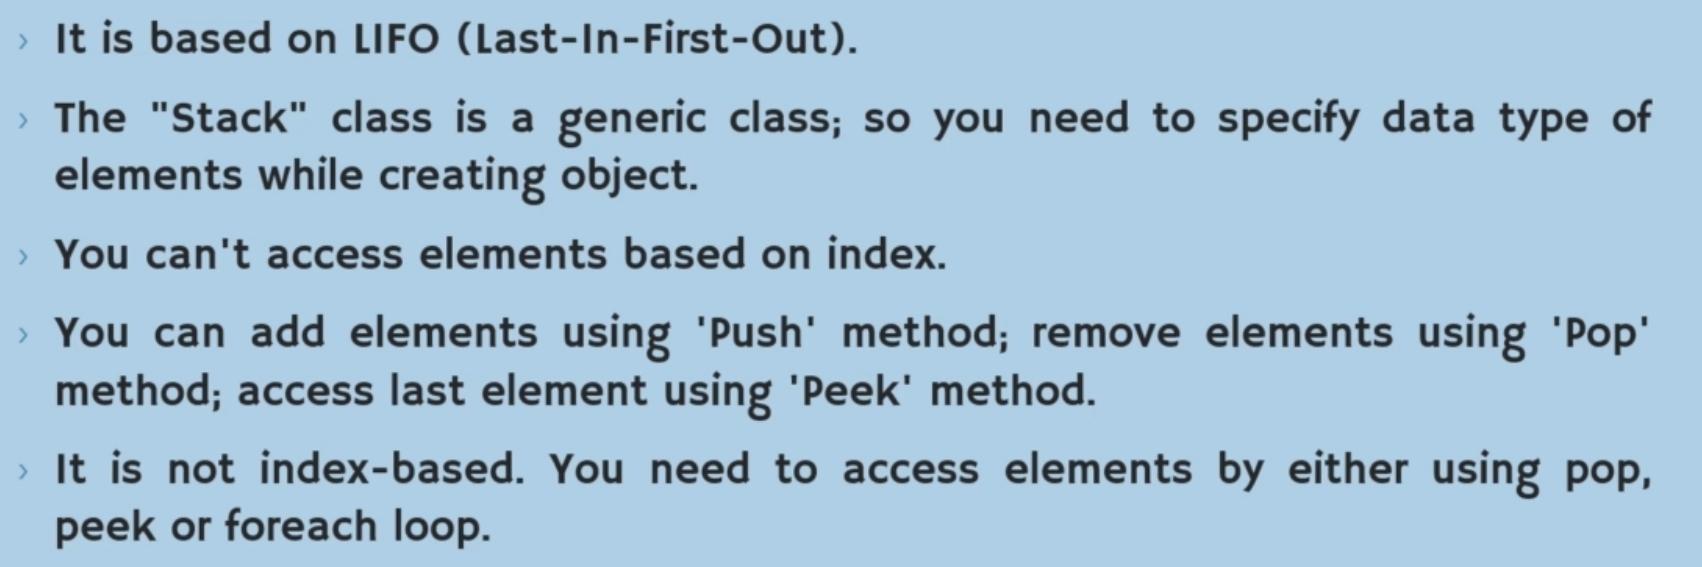 › It is based on LIFO (Last-In-First-Out).
› The "Stack" class is a generic class; so you need to specify data type of
elements while creating object.
› You can't access elements based on index.
› You can add elements using 'Push' method; remove elements using 'Pop'
method; access last element using 'Peek' method.
› It is not index-based. You need to access elements by either using pop,
peek or foreach loop.